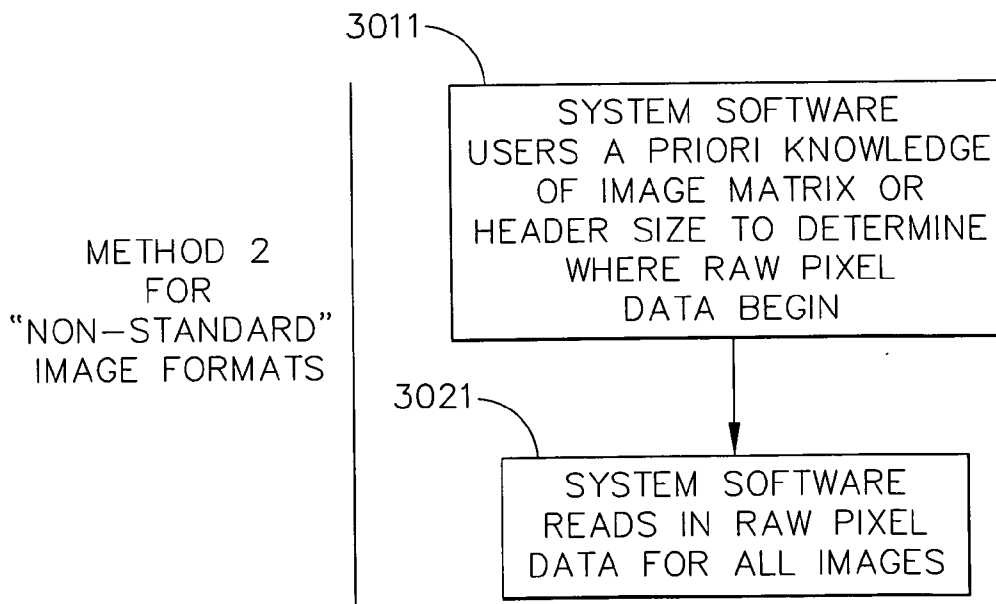 3011
SYSTEM SOFTWARE
USERS A PRIORI KNOWLEDGE
OF IMAGE MATRIX OR
HEADER SIZE TO DETERMINE
WHERE RAW PIXEL
DATA BEGIN
METHOD 2
FOR
"NON–STANDARD"
IMAGE FORMATS
3021
SYSTEM SOFTWARE
READS IN RAW PIXEL
DATA FOR ALL IMAGES